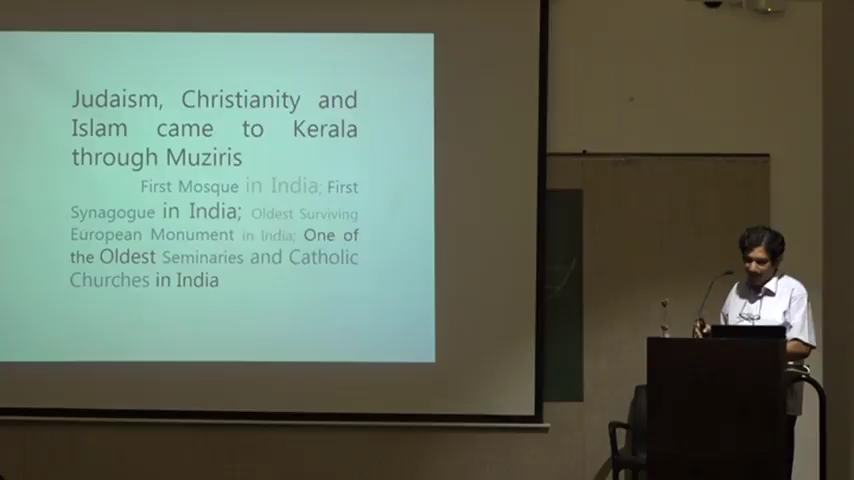 Judaism, Christianity and
Islam came to Kerala
through Muziris
First Mosque in India; First
Synagogue in India; Oldest Surviving
European Monument in India; One of
the Oldest Seminaries and Catholic
Churches in India